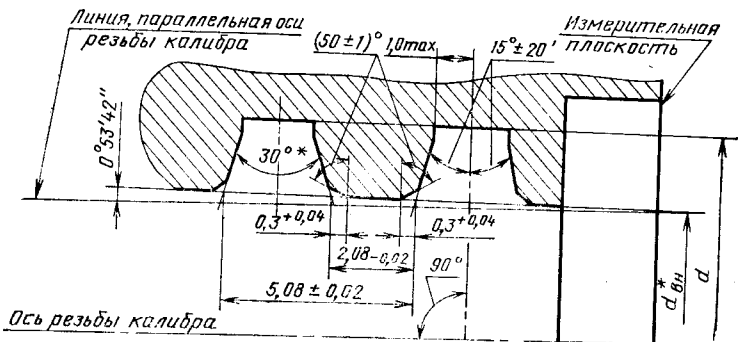 Линия, параллельная оси
резьбы калибра
(50±1)°
1,0max
15°±20'
Измерительная
плоскость
0°53'42"
30°*
0,3+0,04
0,3+0,04
2,08-0,02
90°
5,08±0,02
d*вн
d
Ось резьбы калибра